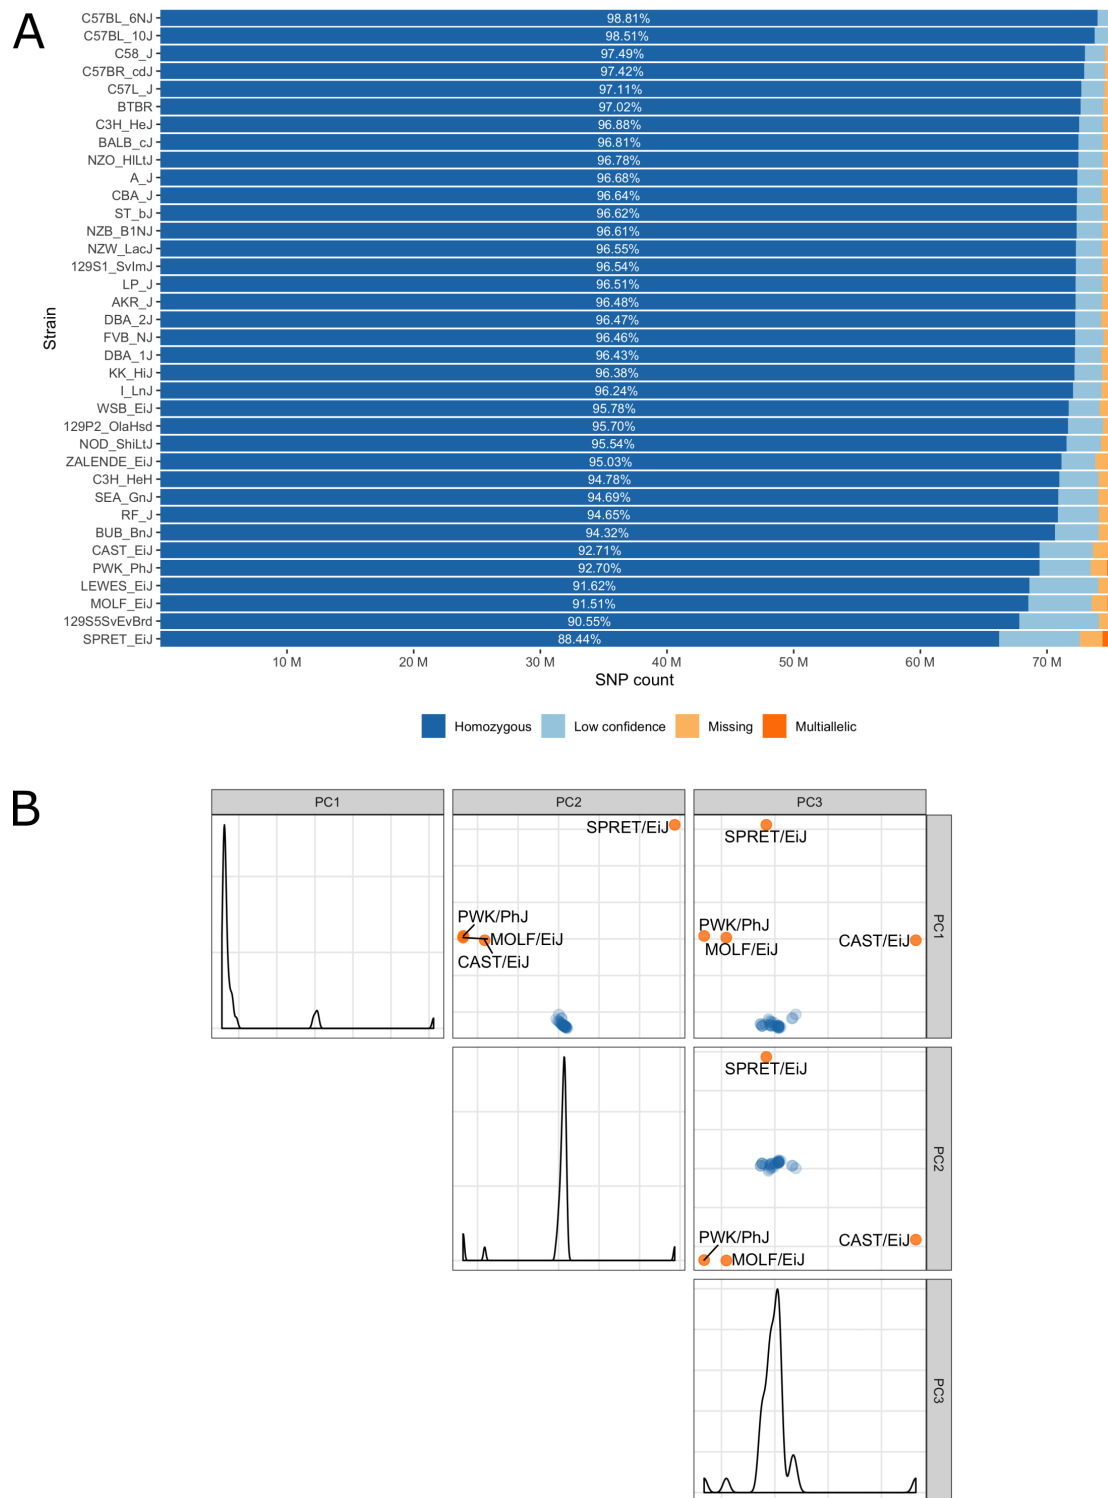 A
C57BL_6NJ 98.81%
C57BL_10J 98.51%
C58_J 97.49%
C57BR_cdJ 97.42%
C57L_J 97.11%
BTBR 97.02%
C3H_HeJ 96.88%
BALB_cJ 96.81%
NZO_HlLtJ 96.78%
A_J 96.68%
CBA_J 96.64%
ST_bJ 96.62%
NZB_B1NJ 96.61%
NZW_LacJ 96.55%
129S1_SvImJ 96.54%
LP_J 96.51%
AKR_J 96.48%
DBA_2J 96.47%
FVB_NJ 96.46%
DBA_1J 96.43%
KK_HiJ 96.38%
I_LnJ 96.24%
WSB_EiJ 95.78%
129P2_OlaHsd 95.70%
NOD_ShiLtJ 95.54%
ZALENDE_EiJ 95.03%
C3H_HeH 94.78%
SEA_GnJ 94.69%
RF_J 94.65%
BUB_BnJ 94.32%
CAST_EiJ 92.71%
PWK_PhJ 92.70%
LEWES_EiJ 91.62%
MOLF_EiJ 91.51%
129S5SvEvBrd 90.55%
SPRET_EiJ 88.44%
Strain
10 M 20 M 30 M 40 M 50 M 60 M 70 M
SNP count
Homozygous Low confidence Missing Multiallelic
B
PC1 PC2 PC3
SPRET/EiJ
PWK/PhJ
MOLF/EiJ
CAST/EiJ
SPRET/EiJ
PWK/PhJ
MOLF/EiJ
CAST/EiJ
PC1
SPRET/EiJ
PWK/PhJ
MOLF/EiJ
CAST/EiJ
PC2
PC3